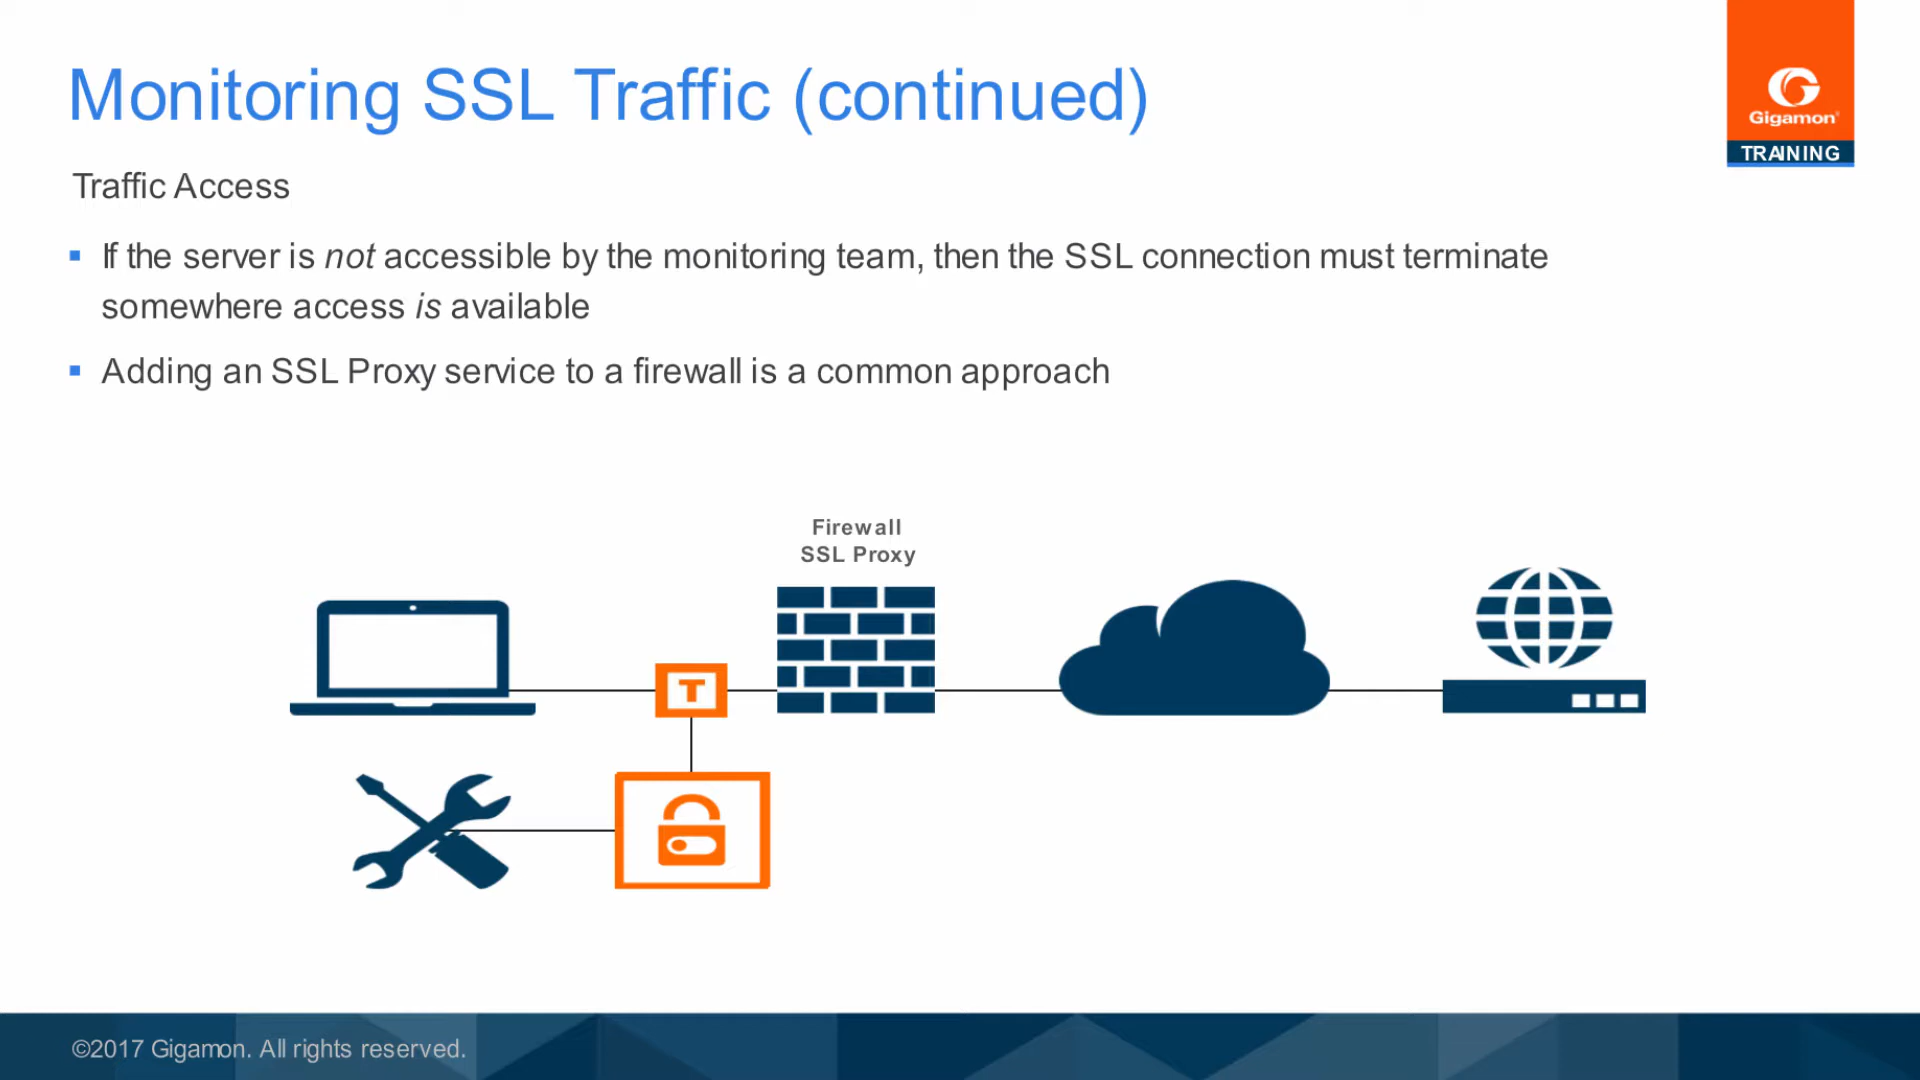 Monitoring SSL Traffic (continued)
Gigamon
TRAINING
Traffic Access
If the server is not accessible by the monitoring team, then the SSL connection must terminate
somewhere access is available
Adding an SSL Proxy service to a firewall is a common approach
Firewall
SSL Proxy
T
©2017 Gigamon. All rights reserved.